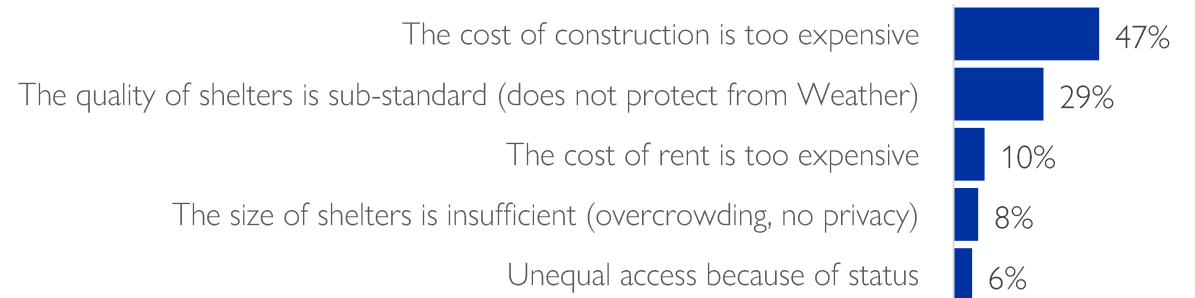 The cost of construction is too expensive 47%
The quality of shelters is sub-standard (does not protect from Weather) 29%
The cost of rent is too expensive 10%
The size of shelters is insufficient (overcrowding, no privacy) 8%
Unequal access because of status 6%